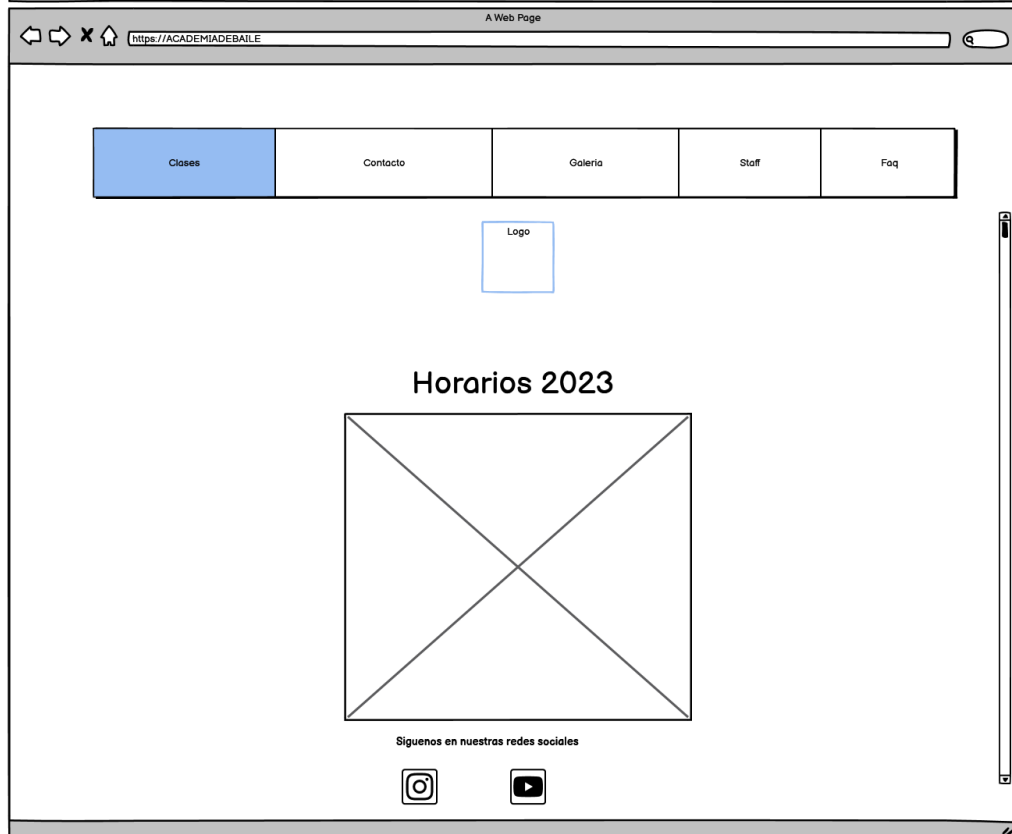 A Web Page
https://ACADEMIADEBAILE
Clases
Contacto
Galeria
Staff
Faq
Logo
Horarios 2023
Siguenos en nuestras redes sociales